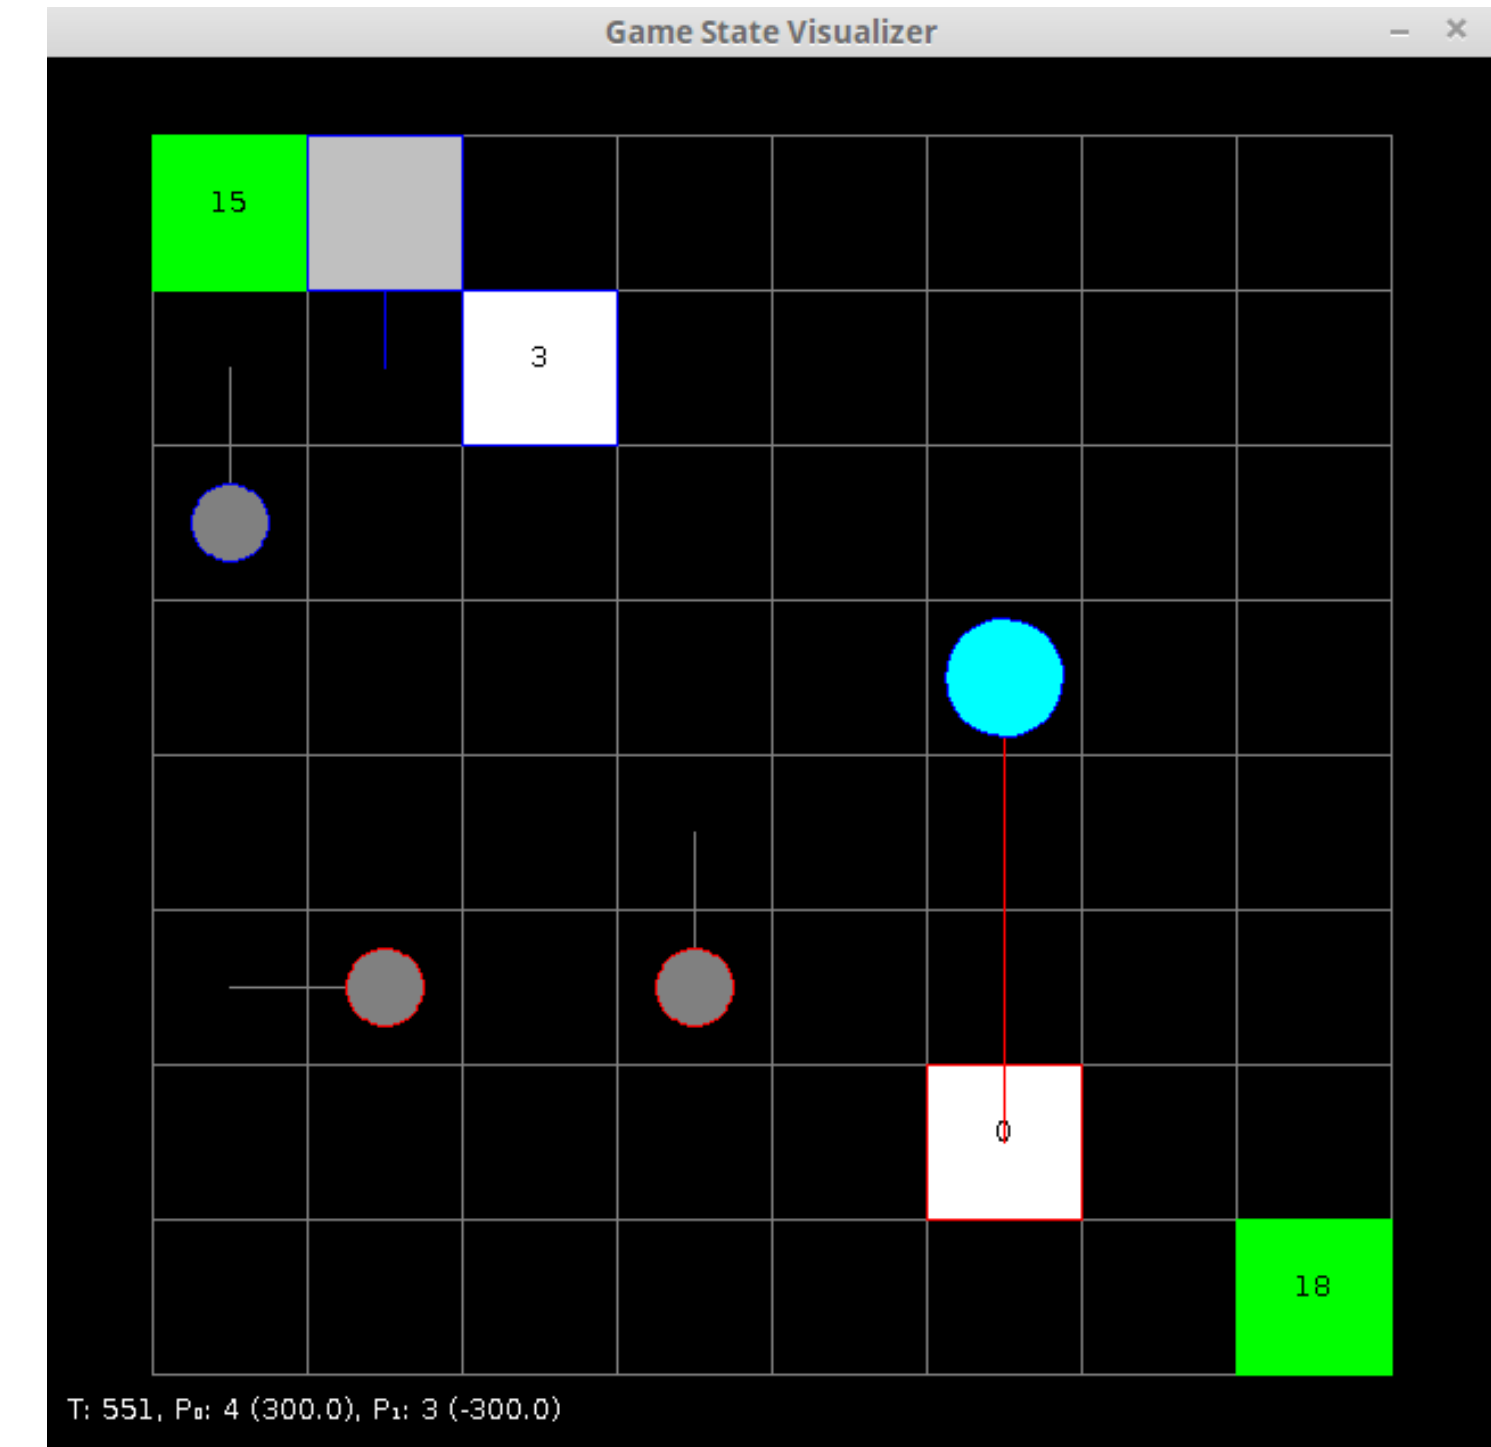 Game State Visualizer
15
3
0
18
T: 551, P₀: 4 (300.0), P₁: 3 (-300.0)